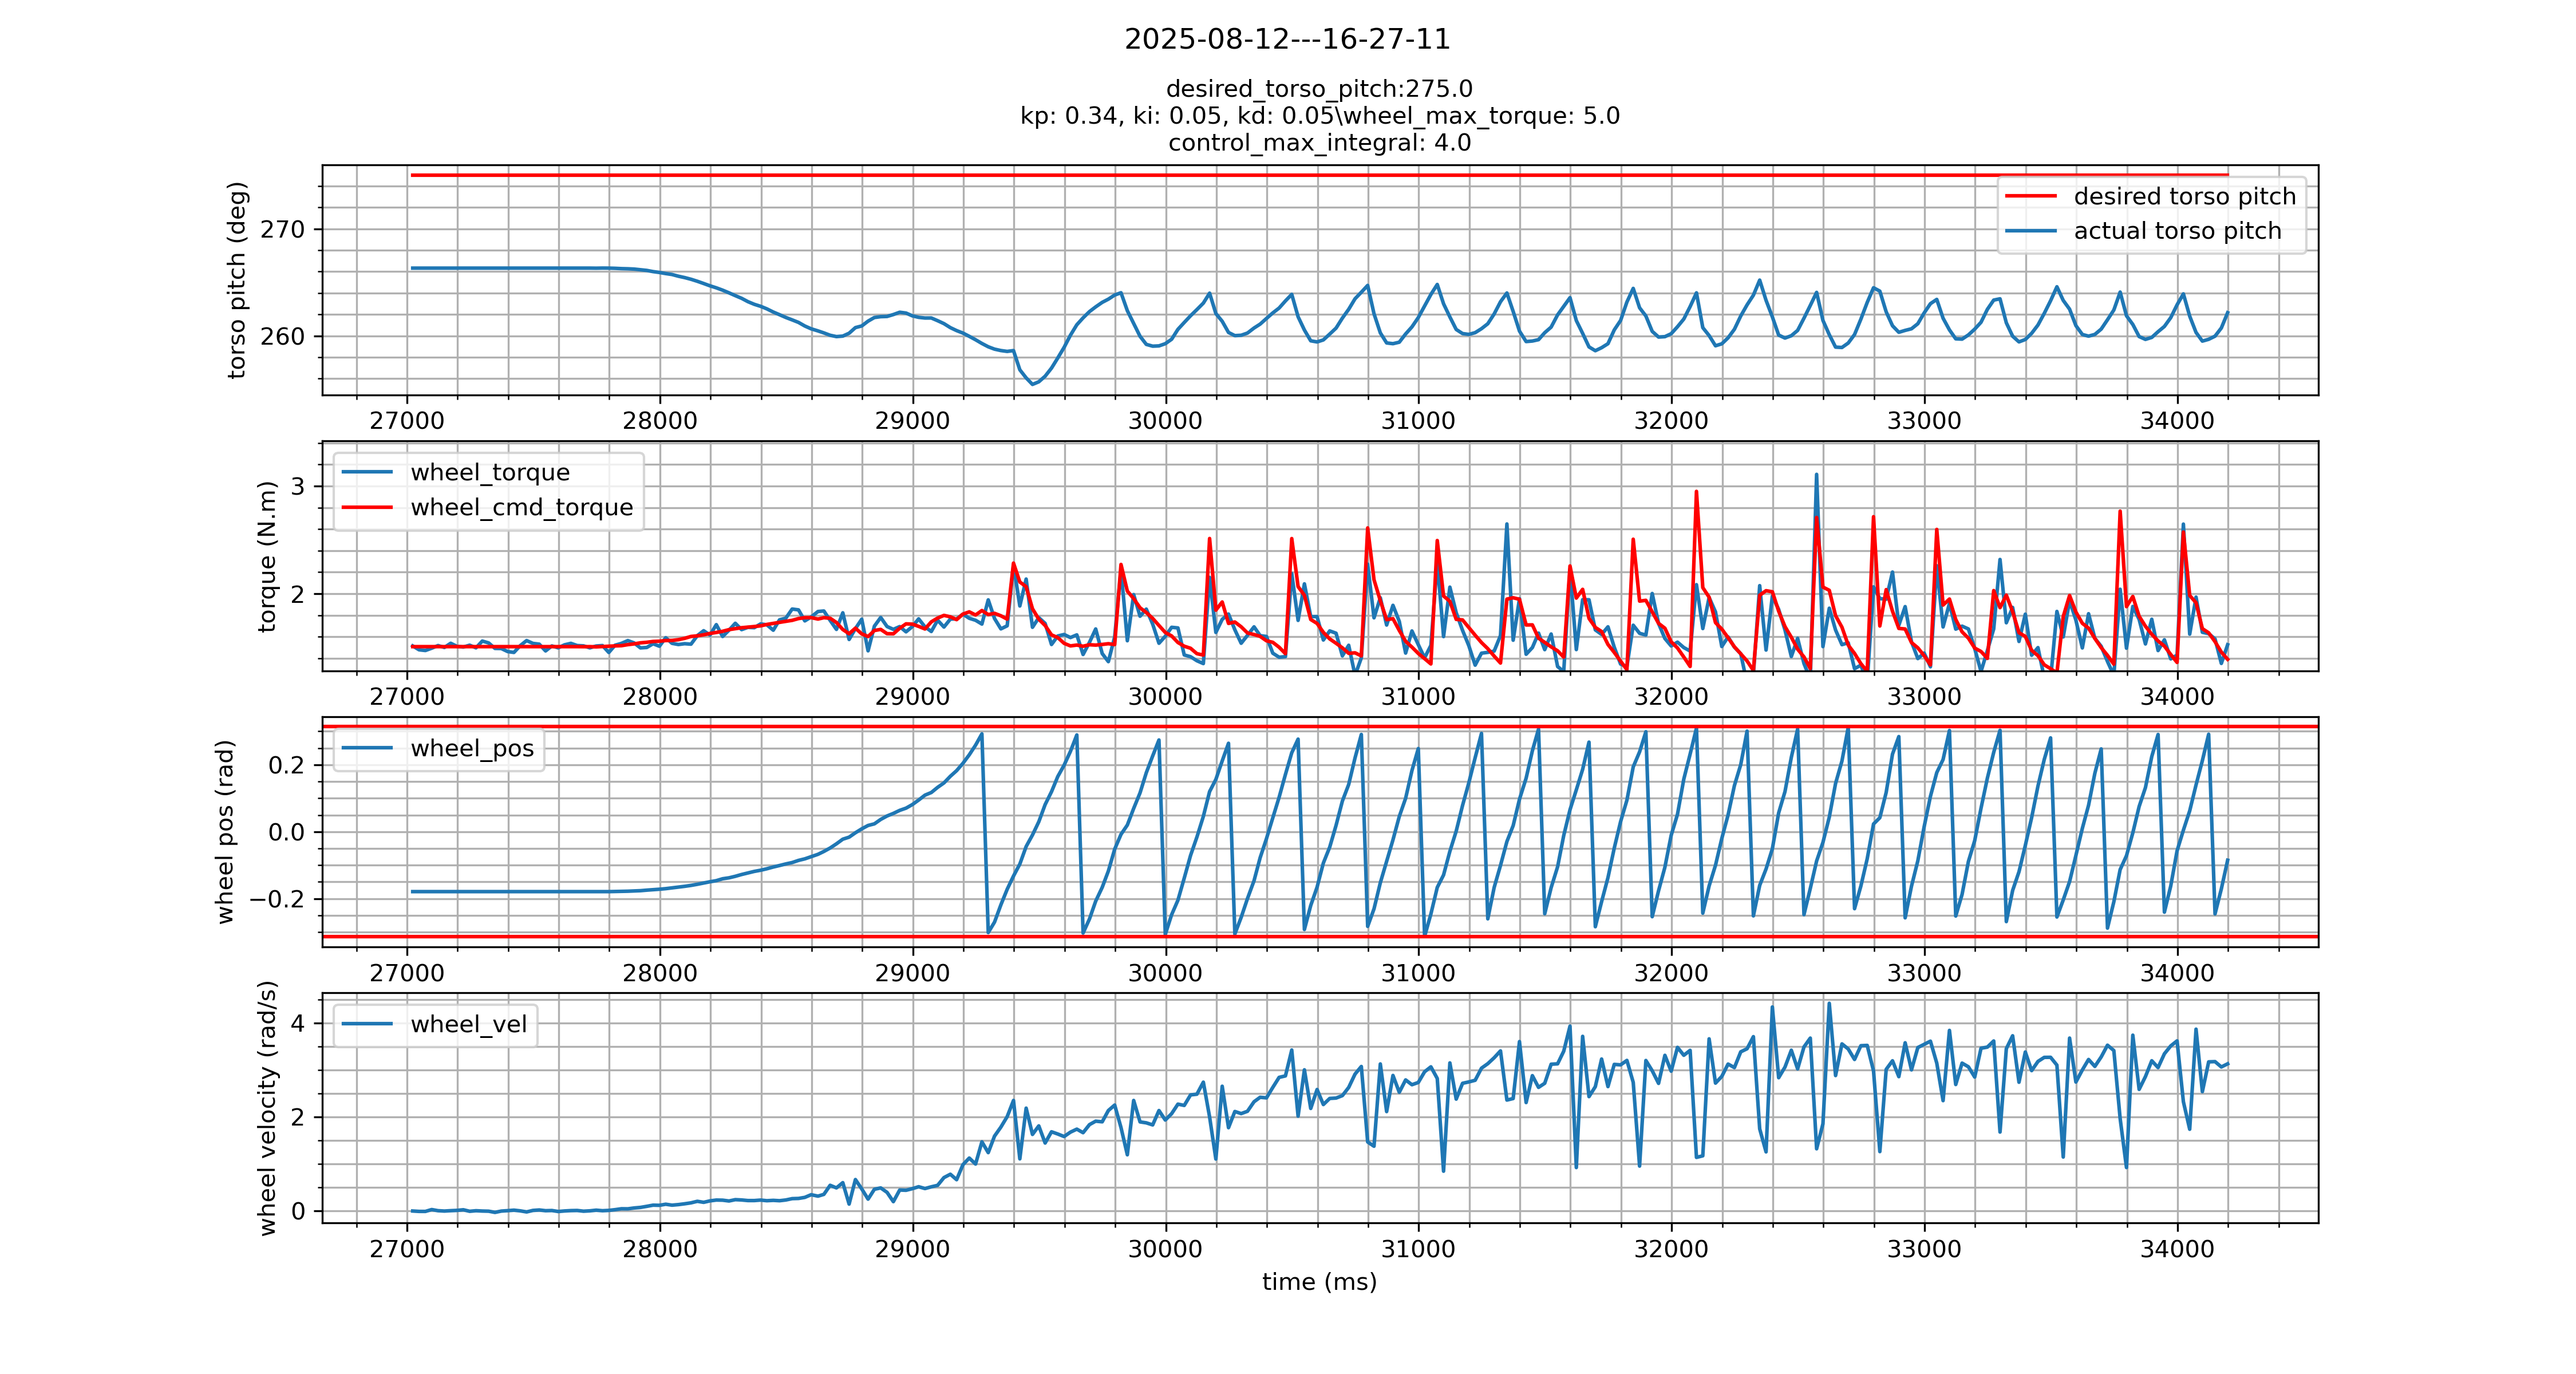 2025-08-12---16-27-11
desired_torso_pitch:275.0
kp: 0.34, ki: 0.05, kd: 0.05\wheel_max_torque: 5.0
control_max_integral: 4.0
torso pitch (deg)
270
260
desired torso pitch
actual torso pitch
27000 28000 29000 30000 31000 32000 33000 34000
torque (N.m)
3
2
wheel_torque
wheel_cmd_torque
27000 28000 29000 30000 31000 32000 33000 34000
wheel pos (rad)
0.2
0.0
−0.2
wheel_pos
27000 28000 29000 30000 31000 32000 33000 34000
wheel velocity (rad/s)
4
2
0
wheel_vel
27000 28000 29000 30000 31000 32000 33000 34000
time (ms)